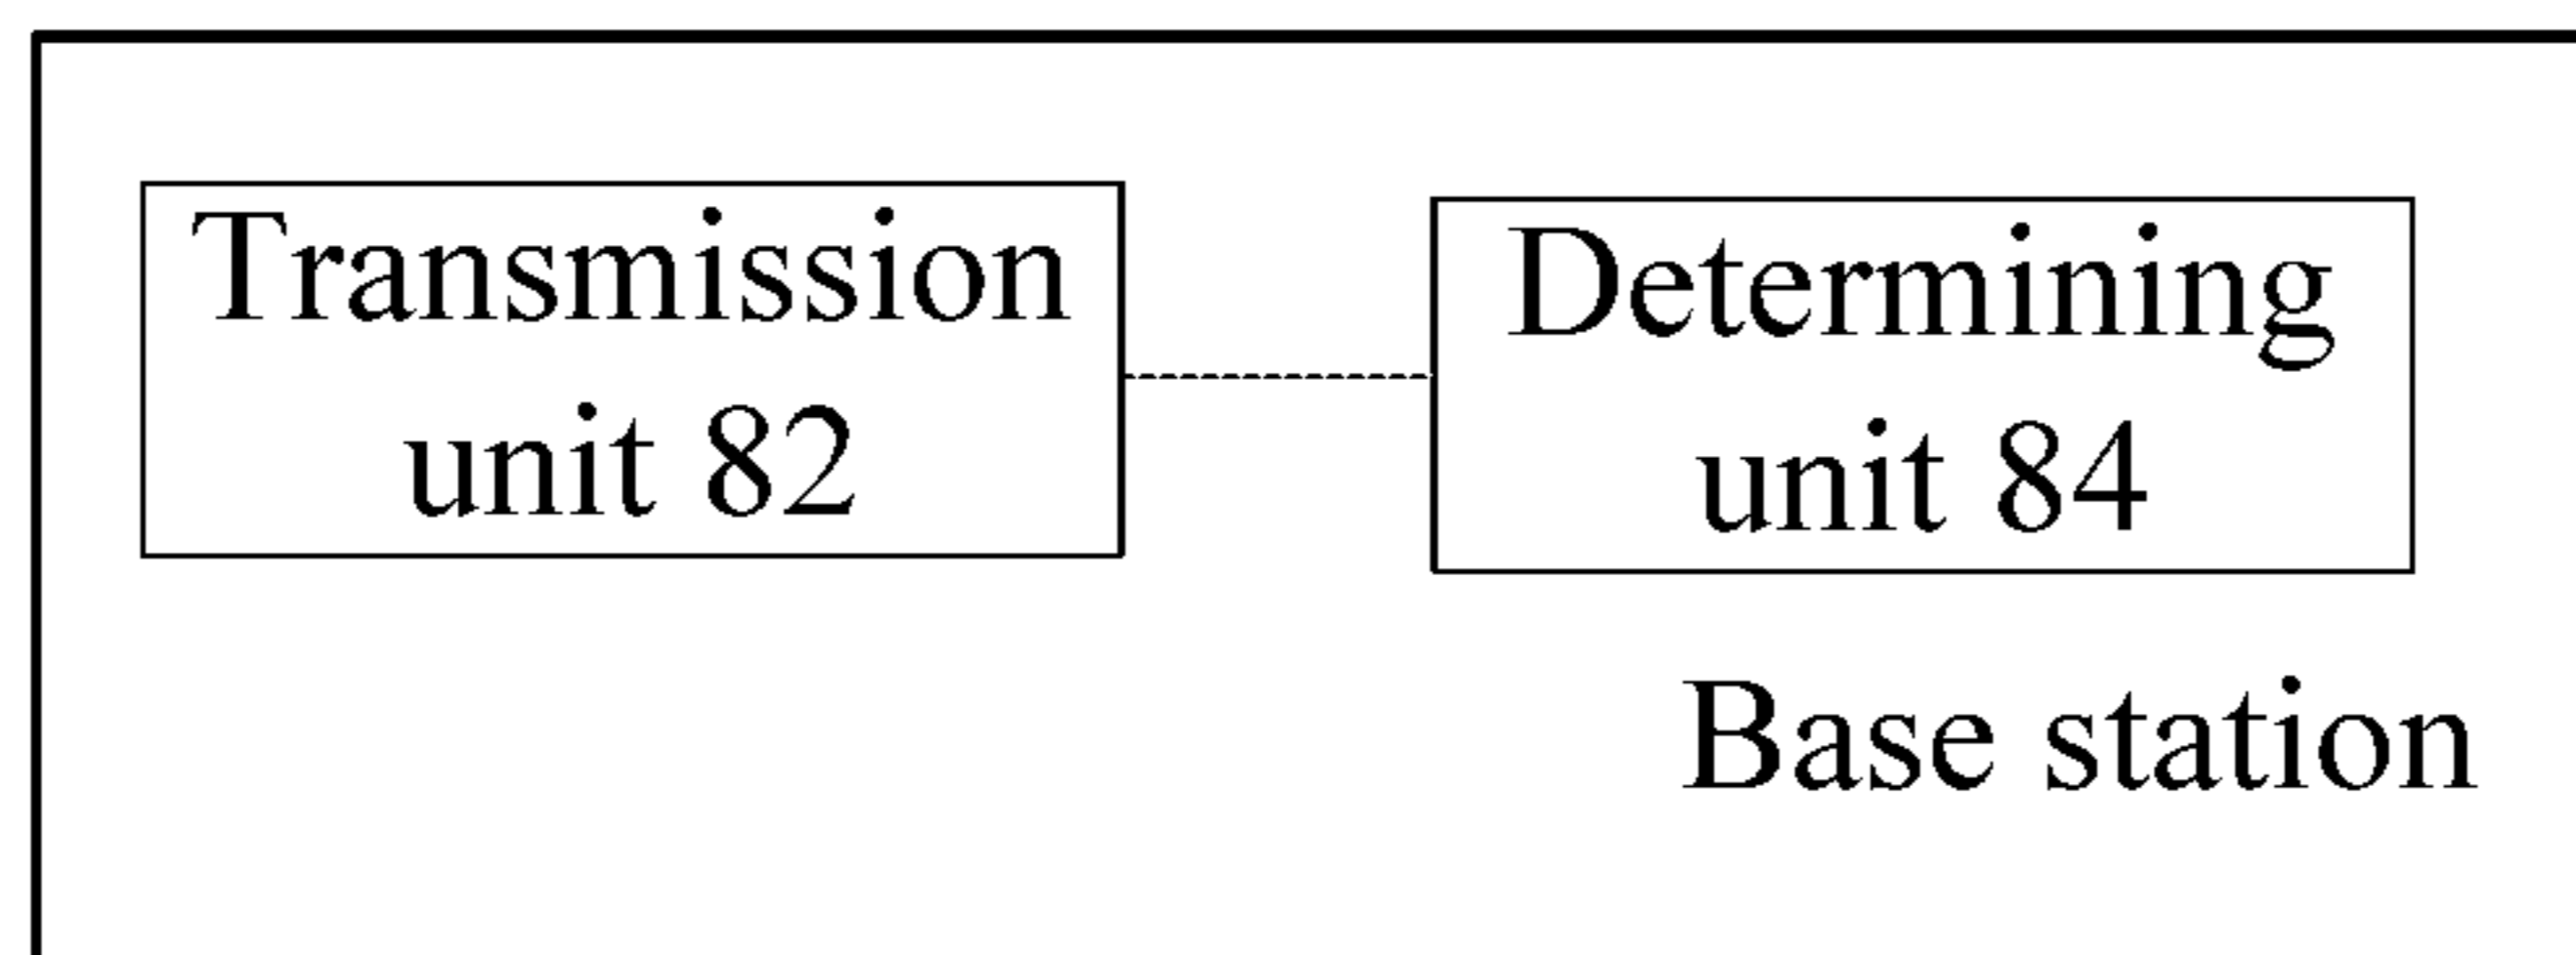 Transmission
unit 82
Determining
unit 84
Base station